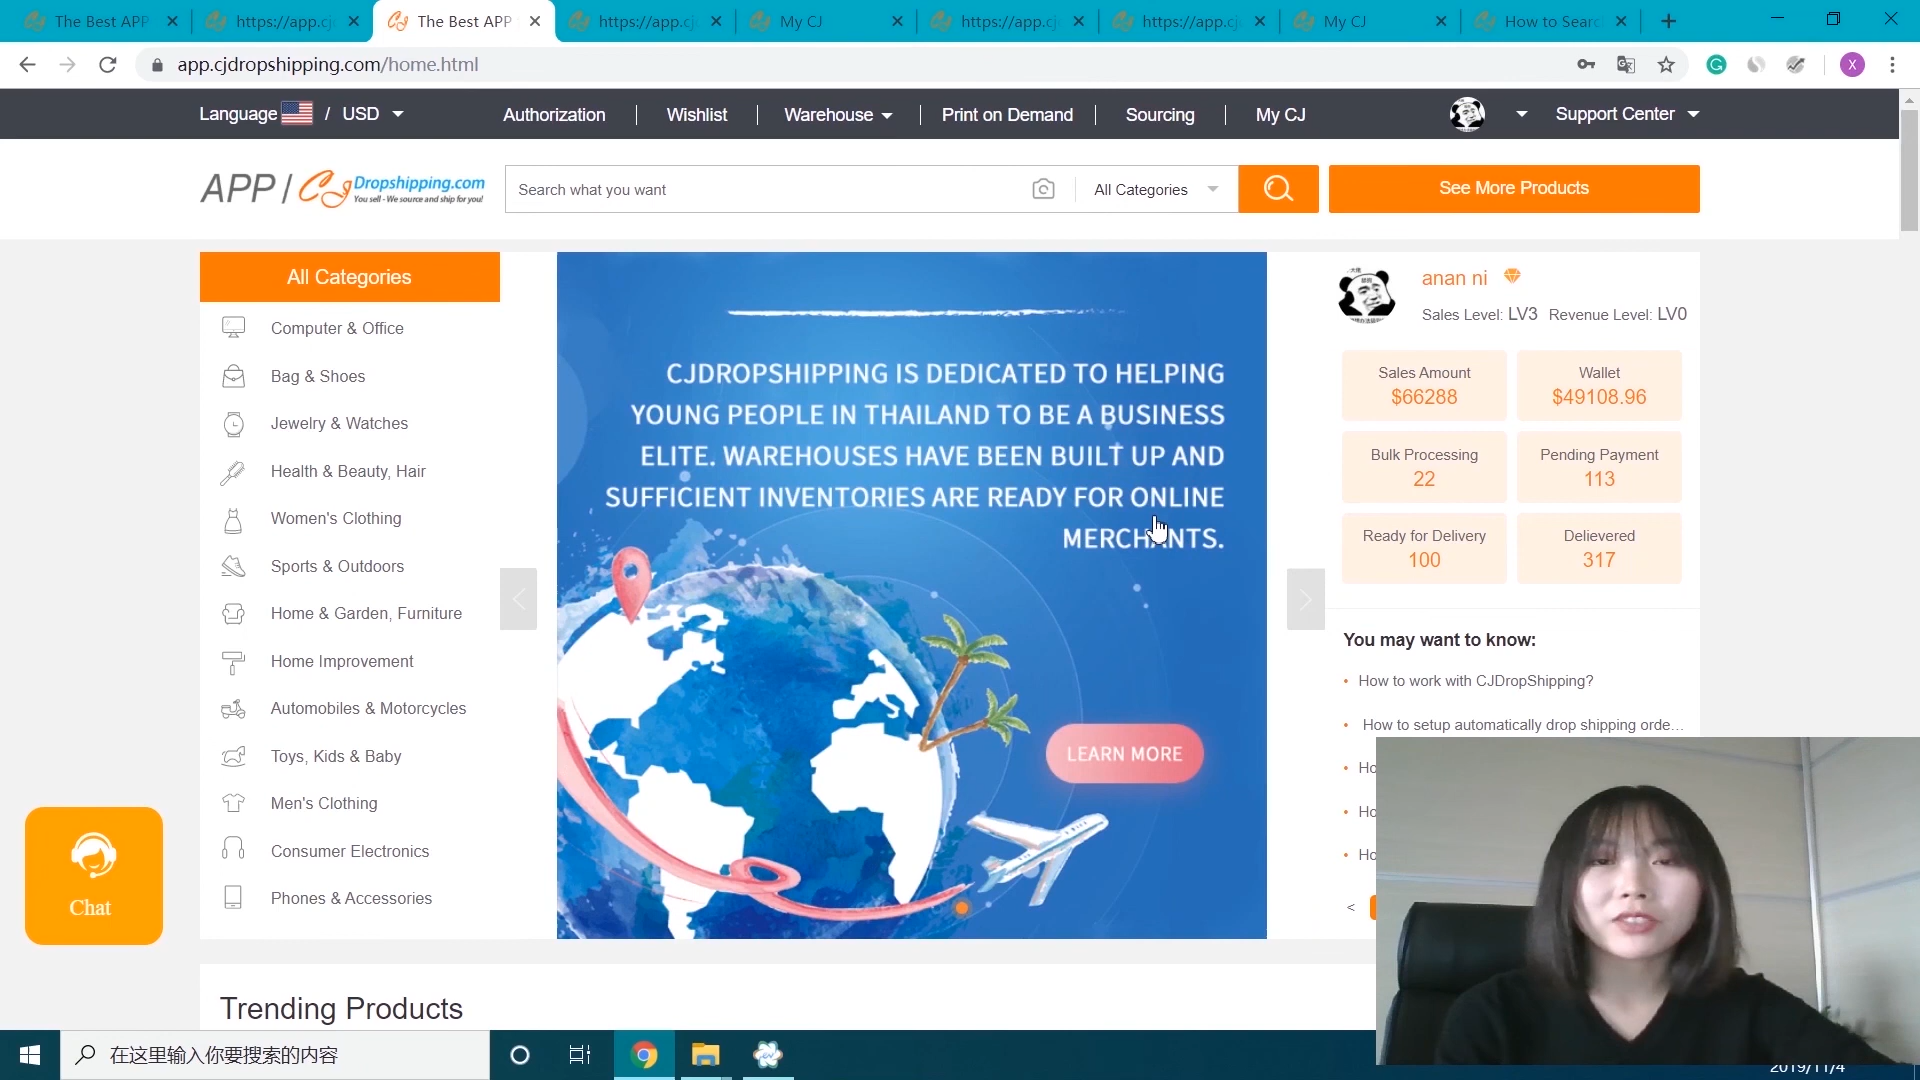 The Best APP
https://app.cj
The Best APP
https://app.cj
My CJ
https://app.cj
https://app.cj
My CJ
How to Searc
app.cjdropshipping.com/home.html
X
Language / USD
Authorization
Wishlist
Warehouse
Print on Demand
Sourcing
My CJ
Support Center
APP / CJ Dropshipping.com
You sell - We source and ship for you!
Search what you want
All Categories
See More Products
All Categories
Computer & Office
Bag & Shoes
Jewelry & Watches
Health & Beauty, Hair
Women's Clothing
Sports & Outdoors
Home & Garden, Furniture
Home Improvement
Automobiles & Motorcycles
Toys, Kids & Baby
Men's Clothing
Consumer Electronics
Phones & Accessories
CJDROPSHIPPING IS DEDICATED TO HELPING
YOUNG PEOPLE IN THAILAND TO BE A BUSINESS
ELITE. WAREHOUSES HAVE BEEN BUILT UP AND
SUFFICIENT INVENTORIES ARE READY FOR ONLINE
MERCHANTS.
LEARN MORE
anan ni
Sales Level: LV3 Revenue Level: LV0
Sales Amount
$66288
Wallet
$49108.96
Bulk Processing
22
Pending Payment
113
Ready for Delivery
100
Delievered
317
You may want to know:
• How to work with CJDropShipping?
• How to setup automatically drop shipping orde...
• Ho
• Ho
• Ho
<
Chat
Trending Products
在这里输入你要搜索的内容
2019/11/4